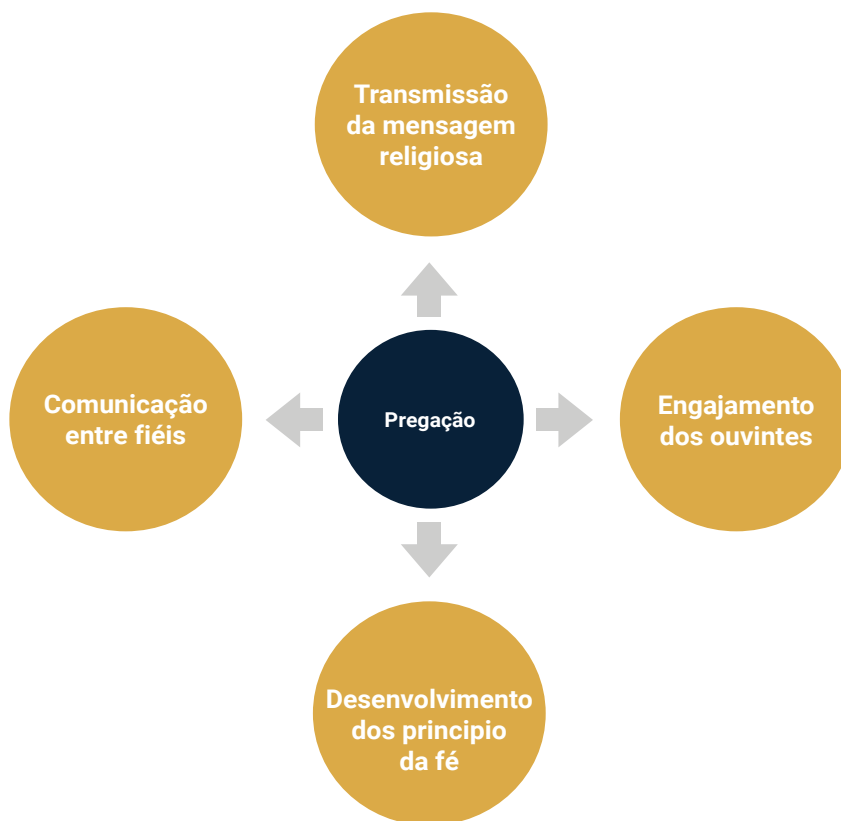 Transmissão
da mensagem
religiosa
Comunicação
entre fiéis
Pregação
Engajamento
dos ouvintes
Desenvolvimento
dos principio
da fé